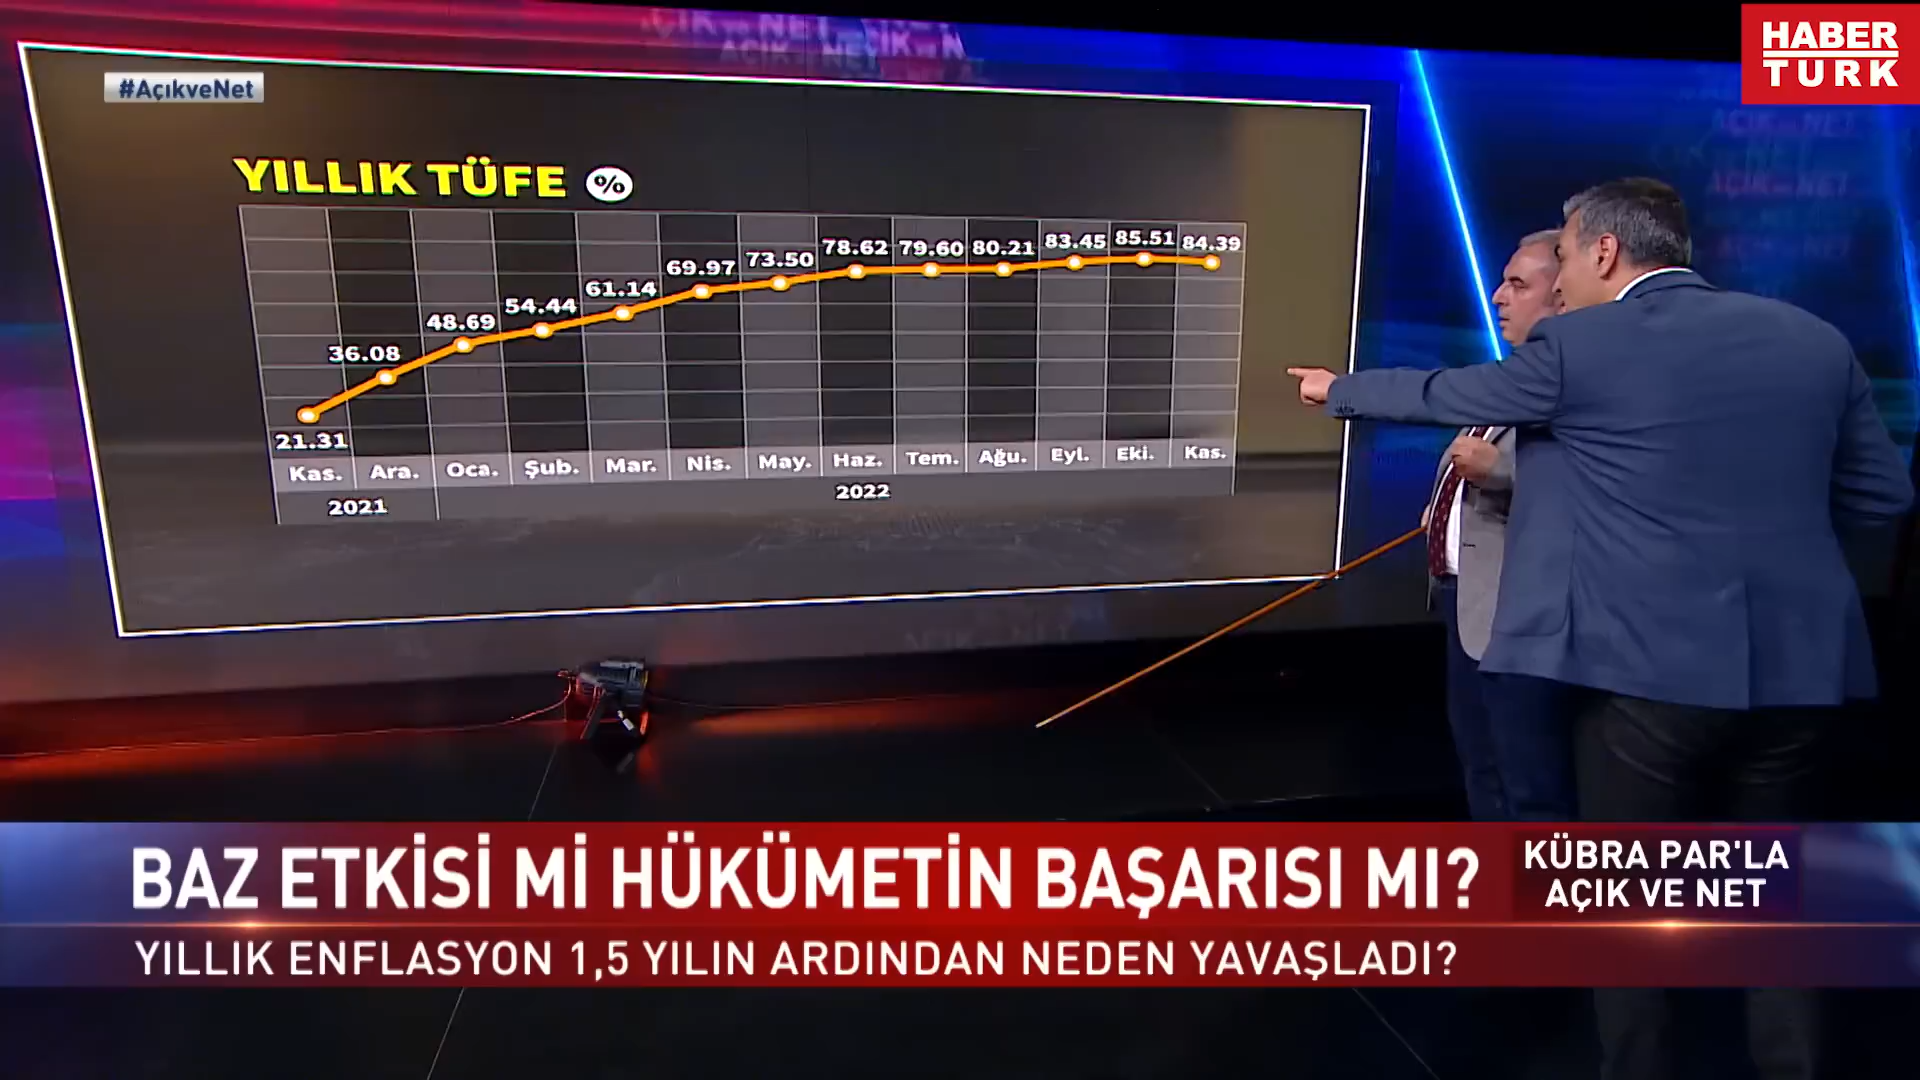 HABER
TURK
#AçıkveNet
YILLIK TÜFE %
21.31
36.08
48.69
54.44
61.14
69.97
73.50
78.62
79.60
80.21
83.45
85.51
84.39
Kas. Ara. Oca. Şub. Mar. Nis. May. Haz. Tem. Ağu. Eyl. Eki. Kas.
2021 2022
BAZ ETKİSİ Mİ HÜKÜMETİN BAŞARISI MI?
YILLIK ENFLASYON 1,5 YILIN ARDINDAN NEDEN YAVAŞLADI?
KÜBRA PAR'LA
AÇIK VE NET